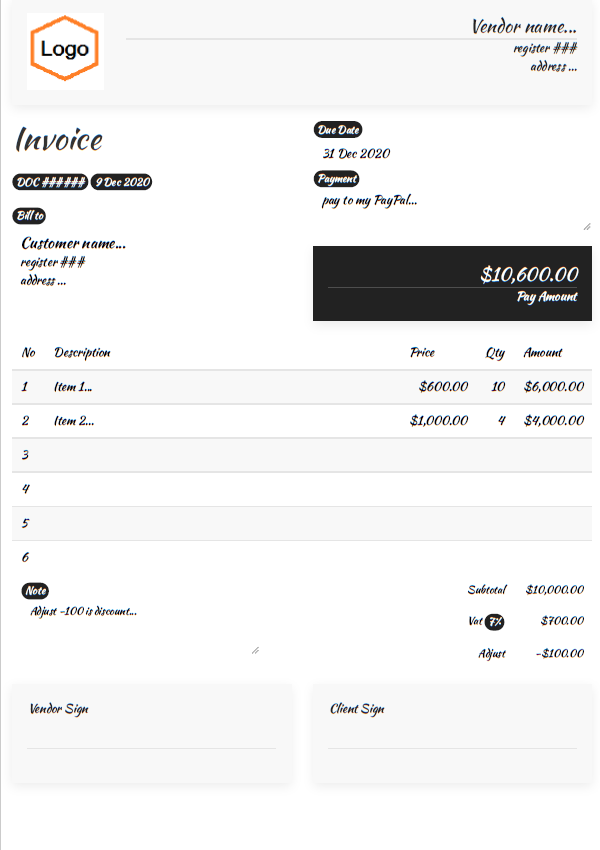 Logo
Vendor name...
register ###
address ...
Invoice
DOC ###### 9 Dec 2020
Bill to
Customer name...
register ###
address ...
Due Date
31 Dec 2020
Payment
pay to my PayPal...
$10,600.00
Pay Amount
No Description Price Qty Amount
1 Item 1... $600.00 10 $6,000.00
2 Item 2... $1,000.00 4 $4,000.00
3
4
5
6
Note
Adjust -100 is discount...
Subtotal $10,000.00
Vat 7% $700.00
Adjust -$100.00
Vendor Sign
Client Sign